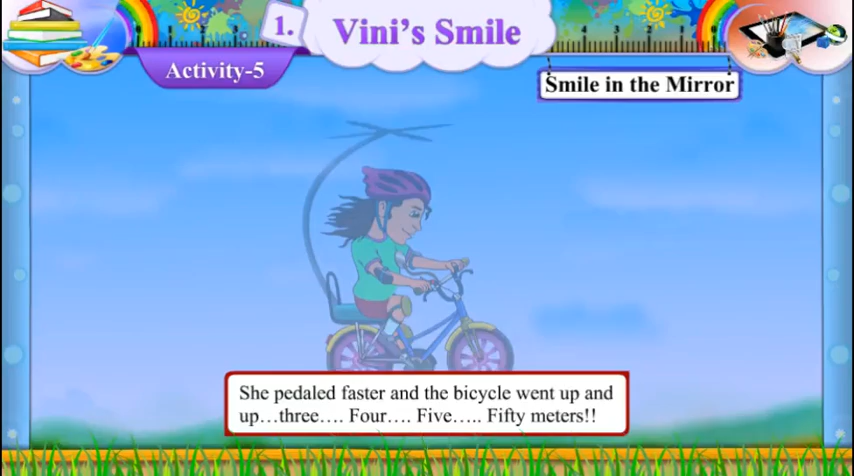 1.
Vini's Smile
Activity-5
Smile in the Mirror
She pedaled faster and the bicycle went up and
up…three…. Four…. Five….. Fifty meters!!